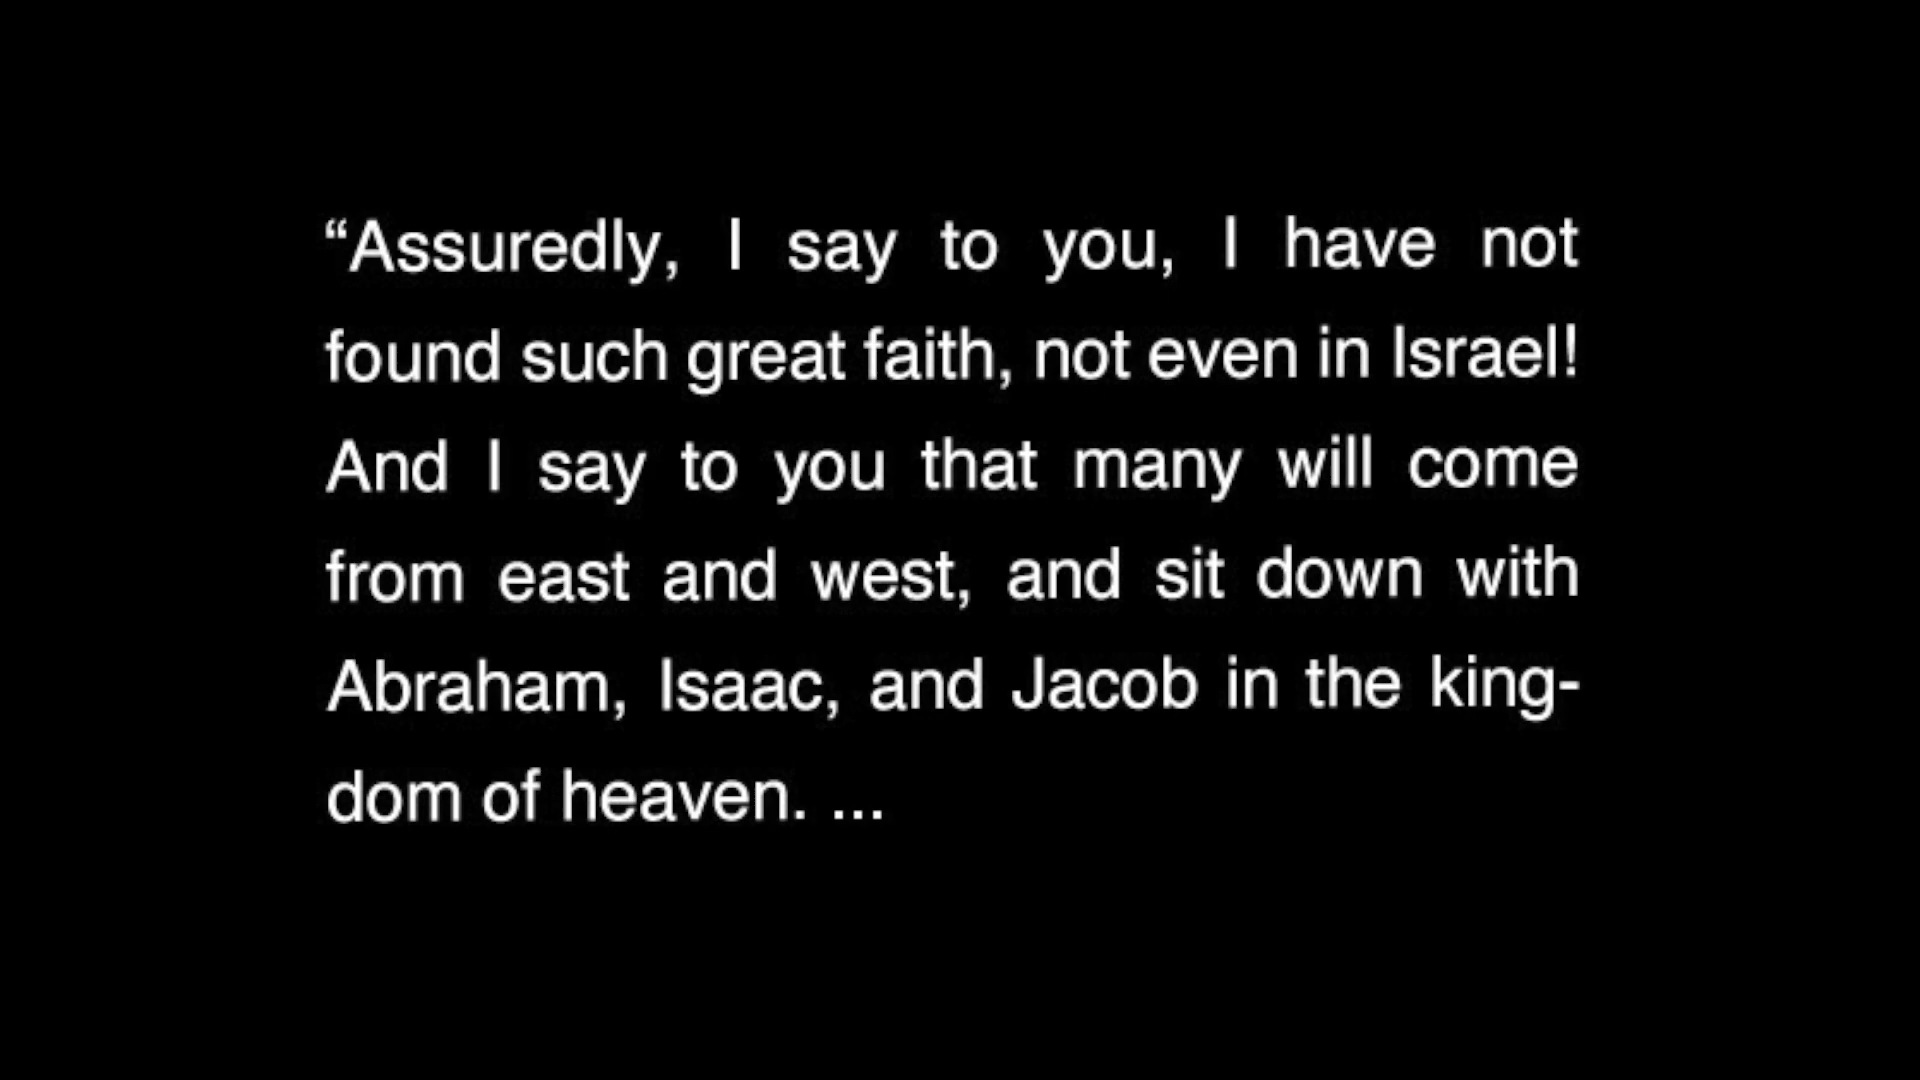 “Assuredly, I say to you, I have not
found such great faith, not even in Israel!
And I say to you that many will come
from east and west, and sit down with
Abraham, Isaac, and Jacob in the king-
dom of heaven. ...